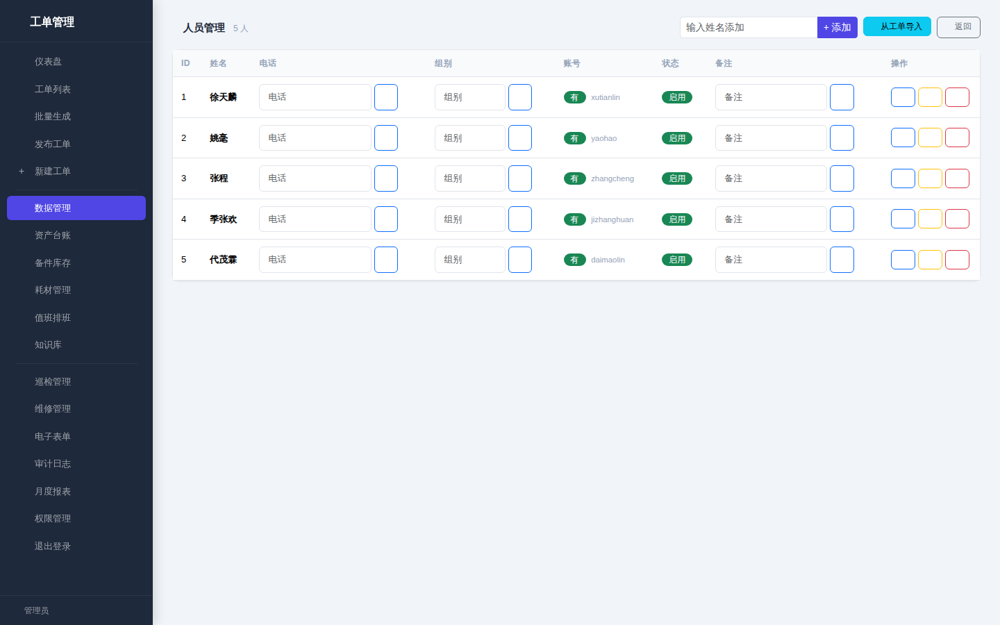 工单管理
仪表盘
工单列表
批量生成
发布工单
+ 新建工单
数据管理
资产台账
备件库存
耗材管理
值班排班
知识库
巡检管理
维修管理
电子表单
审计日志
月度报表
权限管理
退出登录
管理员
人员管理 5 人
输入姓名添加 + 添加 从工单导入 返回
ID 姓名 电话 组别 账号 状态 备注 操作
1 徐天麟 电话 组别 有 xutianlin 启用 备注
2 姚毫 电话 组别 有 yaohao 启用 备注
3 张程 电话 组别 有 zhangcheng 启用 备注
4 季张欢 电话 组别 有 jizhanghuan 启用 备注
5 代茂霖 电话 组别 有 daimaolin 启用 备注